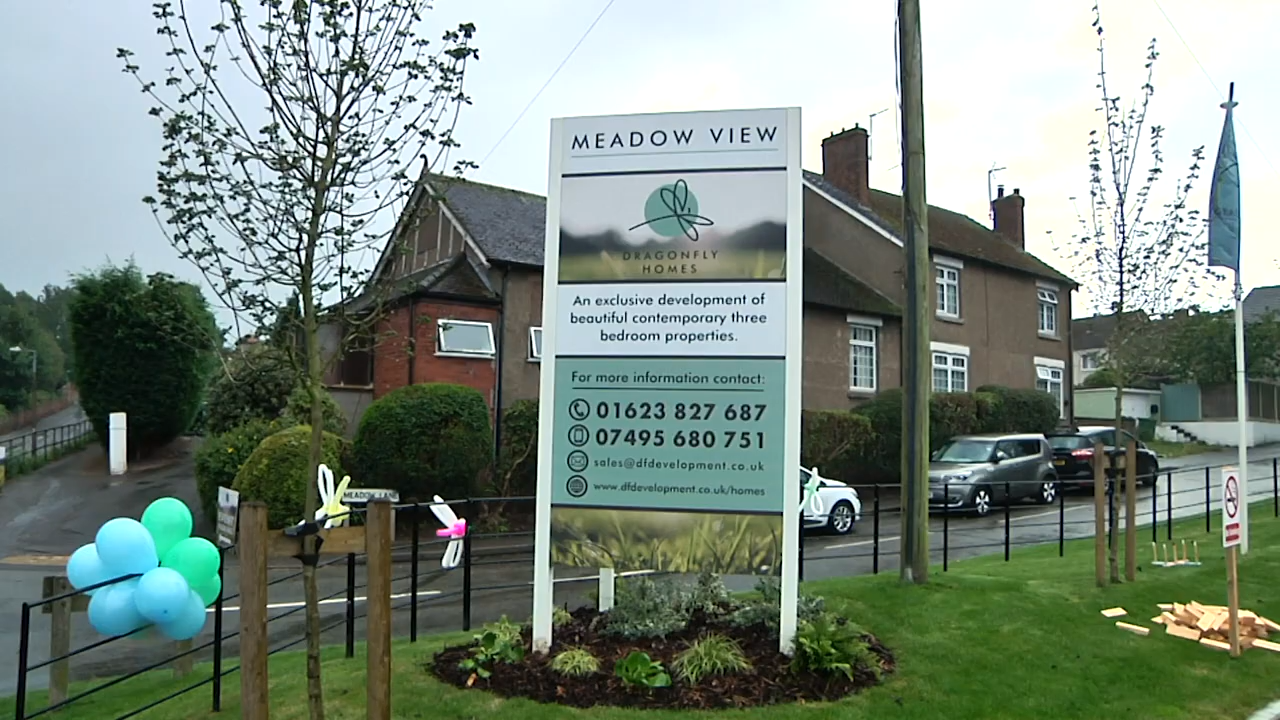 MEADOW VIEW
DRAGONFLY
HOMES
An exclusive development of
beautiful contemporary three
bedroom properties.
For more information contact:
01623 827 687
07495 680 751
sales@dfdevelopment.co.uk
www.dfdevelopment.co.uk/homes
MEADOW LANE